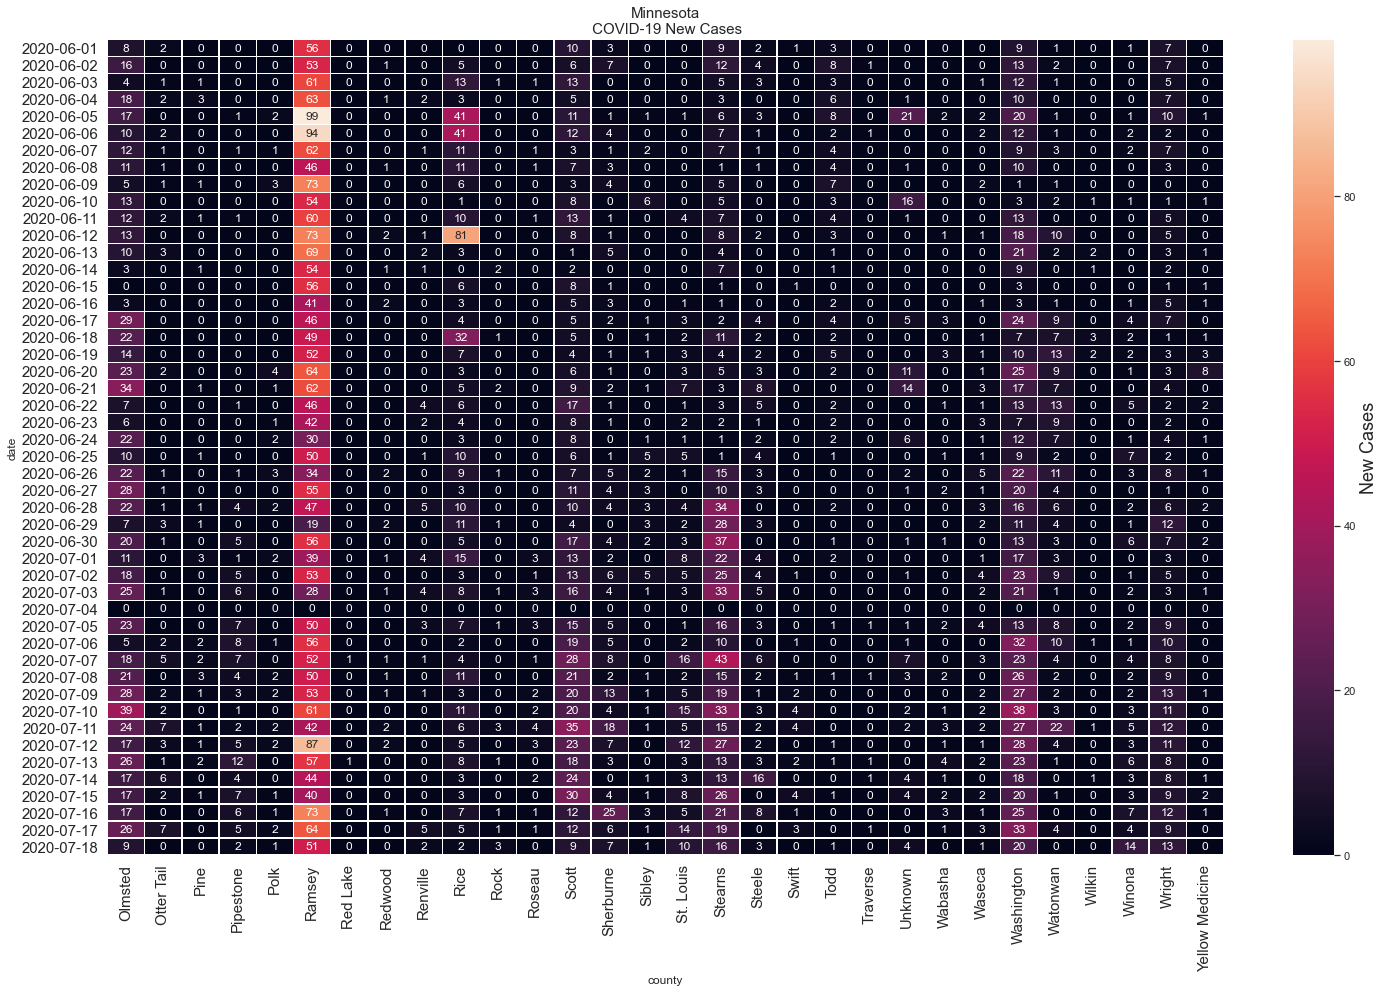 Minnesota
COVID-19 New Cases
2020-06-01 8 2 0 0 0 56 0 0 0 0 0 0 10 3 0 0 9 2 1 3 0 0 0 0 9 1 0 1 7 0
2020-06-02 16 0 0 0 0 53 0 1 0 5 0 0 6 7 0 0 12 4 0 8 1 0 0 0 13 2 0 0 7 0
2020-06-03 4 1 1 0 0 61 0 0 0 13 1 1 13 0 0 0 5 3 0 3 0 0 0 1 12 1 0 0 5 0
2020-06-04 18 2 3 0 0 63 0 1 2 3 0 0 5 0 0 0 3 0 0 6 0 1 0 0 10 0 0 0 7 0
2020-06-05 17 0 0 1 2 99 0 0 0 41 0 0 11 1 1 1 6 3 0 8 0 21 2 2 20 1 0 1 10 1
2020-06-06 10 2 0 0 0 94 0 0 0 41 0 0 12 4 0 0 7 1 0 2 1 0 0 0 12 1 0 2 2 0
2020-06-07 12 1 0 1 1 62 0 0 1 11 0 1 3 1 2 0 7 1 0 4 0 0 0 0 9 3 0 2 7 0
2020-06-08 11 1 0 0 0 46 0 1 0 11 0 1 7 3 0 0 1 1 0 4 0 1 0 0 10 0 0 0 3 0
2020-06-09 5 1 1 0 3 73 0 0 0 6 0 0 3 4 0 0 5 0 0 7 0 0 0 2 1 1 0 0 0 0
2020-06-10 13 0 0 0 0 54 0 0 0 1 0 0 8 0 6 0 5 0 0 3 0 16 0 0 3 2 1 1 1 1
2020-06-11 12 2 1 1 0 60 0 0 0 10 0 1 13 1 0 4 7 0 0 4 0 1 0 0 13 0 0 0 5 0
2020-06-12 13 0 0 0 0 73 0 2 1 81 0 0 8 1 0 0 8 2 0 3 0 0 1 1 18 10 0 0 5 0
2020-06-13 10 3 0 0 0 69 0 0 2 3 0 0 1 5 0 0 4 0 0 1 0 0 0 0 21 2 2 0 3 1
2020-06-14 3 0 1 0 0 54 0 1 1 0 2 0 2 0 0 0 7 0 0 1 0 0 0 0 9 0 1 0 2 0
2020-06-15 0 0 0 0 0 56 0 0 0 6 0 0 8 1 0 0 1 0 1 0 0 0 0 0 3 0 0 0 1 1
2020-06-16 3 0 0 0 0 41 0 2 0 3 0 0 5 3 0 1 1 0 0 2 0 0 0 1 3 1 0 1 5 1
2020-06-17 29 0 0 0 0 46 0 0 0 4 0 0 5 2 1 3 2 4 0 4 0 5 3 0 24 9 0 4 7 0
2020-06-18 22 0 0 0 0 49 0 0 0 32 1 0 5 0 1 2 11 2 0 2 0 0 0 1 7 7 3 2 1 1
2020-06-19 14 0 0 0 0 52 0 0 0 7 0 0 4 1 1 3 4 2 0 5 0 0 3 1 10 13 2 2 3 3
2020-06-20 23 2 0 0 4 64 0 0 0 3 0 0 6 1 0 3 5 3 0 2 0 11 0 1 25 9 0 1 3 8
2020-06-21 34 0 1 0 1 62 0 0 0 5 2 0 9 2 1 7 3 8 0 2 0 14 0 3 17 7 0 0 4 0
2020-06-22 7 0 0 1 0 46 0 0 4 6 0 0 17 1 0 1 3 5 0 2 0 0 1 1 13 13 0 5 2 2
2020-06-23 6 0 0 0 1 42 0 0 2 4 0 0 8 1 0 2 2 1 0 0 0 0 0 3 7 9 0 0 2 0
2020-06-24 22 0 0 0 2 30 0 0 0 3 0 0 8 0 1 1 1 2 0 2 0 6 0 1 12 7 0 1 4 1
2020-06-25 10 0 1 0 0 50 0 0 1 10 0 0 6 1 5 5 1 4 0 1 0 0 1 1 9 2 0 7 2 0
2020-06-26 22 1 0 1 3 34 0 2 0 9 1 0 7 5 2 1 15 3 0 0 0 2 0 5 22 11 0 3 8 1
2020-06-27 28 1 0 0 0 55 0 0 0 3 0 0 11 4 3 0 10 3 0 0 0 1 2 1 20 4 0 0 1 0
2020-06-28 22 1 1 4 2 47 0 0 5 10 0 0 10 4 3 4 34 0 0 2 0 0 0 3 16 6 0 2 6 2
2020-06-29 7 3 1 0 0 19 0 2 0 11 1 0 4 0 3 2 28 3 0 0 0 0 0 2 11 4 0 1 12 0
2020-06-30 20 1 0 5 0 56 0 0 0 5 0 0 17 4 2 3 37 0 0 1 0 1 1 0 13 3 0 6 7 2
2020-07-01 11 0 3 1 2 39 0 1 4 15 0 3 13 2 0 8 22 4 0 2 0 0 0 1 17 3 0 0 3 0
2020-07-02 18 0 0 5 0 53 0 0 0 3 0 1 13 6 5 5 25 4 1 0 0 1 0 4 23 9 0 1 5 0
2020-07-03 25 1 0 6 0 28 0 1 4 8 1 3 16 4 1 3 33 5 0 0 0 0 0 2 21 1 0 2 3 1
2020-07-04 0 0 0 0 0 0 0 0 0 0 0 0 0 0 0 0 0 0 0 0 0 0 0 0 0 0 0 0 0 0
2020-07-05 23 0 0 7 0 50 0 0 3 7 1 3 15 5 0 1 16 3 0 1 1 1 2 4 13 8 0 2 9 0
2020-07-06 5 2 2 8 1 56 0 0 0 2 0 0 19 5 0 2 10 0 1 0 0 1 0 0 32 10 1 1 10 0
2020-07-07 18 5 2 7 0 52 1 1 1 4 0 1 28 8 0 16 43 6 0 0 0 7 0 3 23 4 0 4 8 0
2020-07-08 21 0 3 4 2 50 0 1 0 11 0 0 21 2 0 2 15 2 1 1 1 3 2 0 26 2 0 2 9 0
2020-07-09 28 2 1 3 2 53 0 1 1 3 0 2 20 13 1 5 19 1 2 0 0 1 0 0 27 2 0 2 13 1
2020-07-10 39 2 0 1 0 61 0 0 0 11 0 2 20 4 1 15 33 3 4 0 0 2 1 2 38 3 0 3 11 0
2020-07-11 24 7 1 2 2 42 0 2 0 6 3 4 35 18 1 5 15 2 4 0 0 2 3 2 27 22 1 5 12 0
2020-07-12 17 3 1 5 2 87 0 2 0 5 0 3 23 7 0 12 27 2 0 1 0 0 1 1 28 4 0 3 11 0
2020-07-13 26 1 2 12 0 57 1 0 0 8 1 0 18 3 0 3 13 3 2 1 1 0 4 2 23 1 0 6 8 0
2020-07-14 17 6 0 4 0 44 0 0 0 3 0 2 24 0 1 3 13 16 0 0 1 4 1 0 18 0 1 3 8 1
2020-07-15 17 2 1 7 1 40 0 0 0 3 0 0 30 4 1 8 26 0 4 1 0 4 2 2 20 1 0 3 9 2
2020-07-16 17 0 0 6 1 73 0 1 0 7 1 1 12 25 3 5 21 8 1 0 0 0 3 1 25 0 0 7 12 1
2020-07-17 26 7 0 5 2 64 0 0 5 5 1 1 12 6 1 14 19 0 3 0 1 0 1 3 33 4 0 4 9 0
2020-07-18 9 0 0 2 1 51 0 0 2 2 3 0 9 7 1 10 16 3 0 1 0 4 0 1 20 0 0 14 13 0
date
Olmsted
Otter Tail
Pine
Pipestone
Polk
Ramsey
Red Lake
Redwood
Renville
Rice
Rock
Roseau
Scott
Sherburne
Sibley
St. Louis
Stearns
Steele
Swift
Todd
Traverse
Unknown
Wabasha
Waseca
Washington
Watonwan
Wilkin
Winona
Wright
Yellow Medicine
county
80
60
40
20
0
New Cases